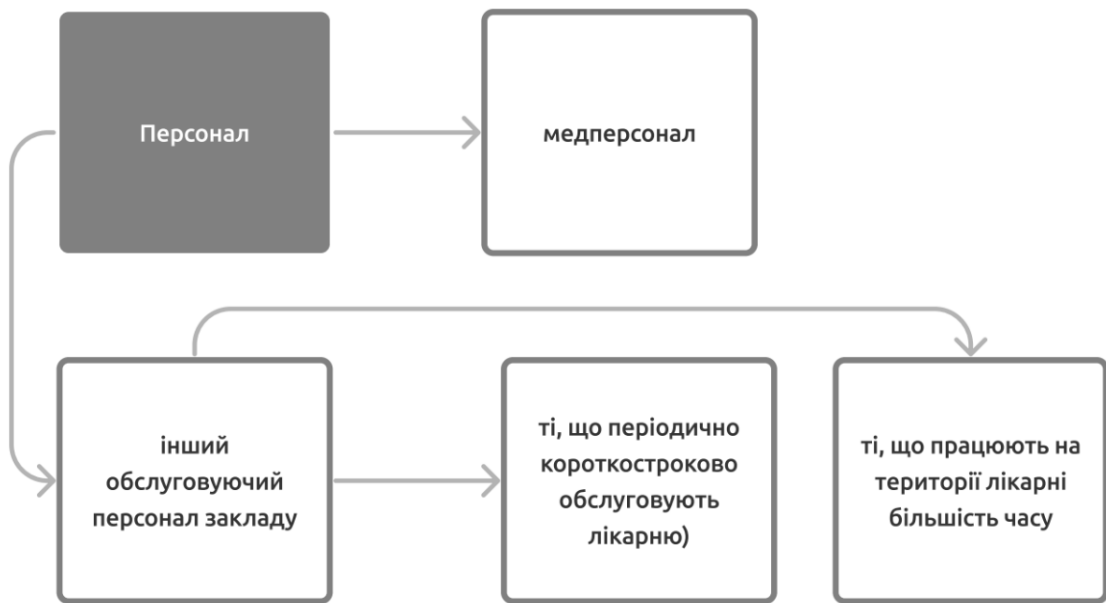 Персонал
медперсонал
інший
обслуговуючий
персонал закладу
ті, що періодично
короткостроково
обслуговують
лікарню)
ті, що працюють на
території лікарні
більшість часу